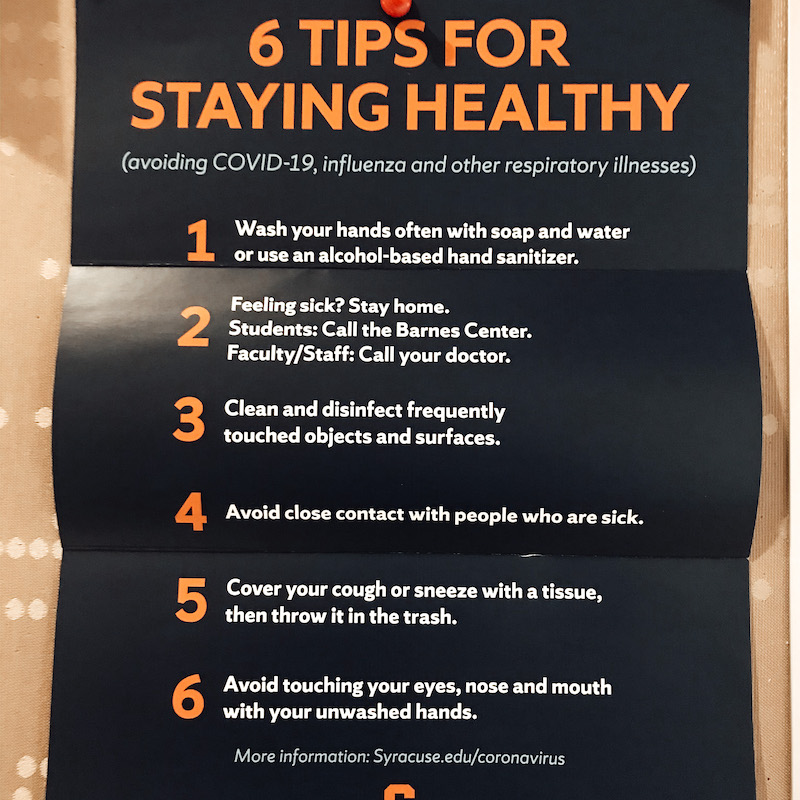 6 TIPS FOR
STAYING HEALTHY
(avoiding COVID-19, influenza and other respiratory illnesses)
1 Wash your hands often with soap and water
or use an alcohol-based hand sanitizer.
2 Feeling sick? Stay home.
Students: Call the Barnes Center.
Faculty/Staff: Call your doctor.
3 Clean and disinfect frequently
touched objects and surfaces.
4 Avoid close contact with people who are sick.
5 Cover your cough or sneeze with a tissue,
then throw it in the trash.
6 Avoid touching your eyes, nose and mouth
with your unwashed hands.
More information: Syracuse.edu/coronavirus